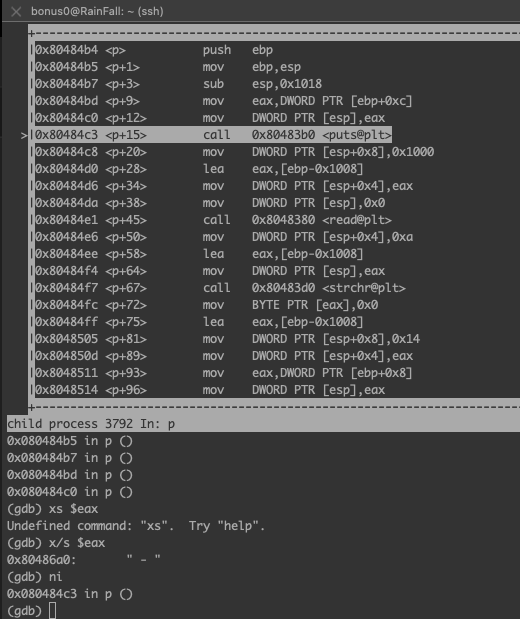 bonus0@RainFall: ~ (ssh)
0x80484b4 <p> push ebp
0x80484b5 <p+1> mov ebp,esp
0x80484b7 <p+3> sub esp,0x1018
0x80484bd <p+9> mov eax,DWORD PTR [ebp+0xc]
0x80484c0 <p+12> mov DWORD PTR [esp],eax
>0x80484c3 <p+15> call 0x80483b0 <puts@plt>
0x80484c8 <p+20> mov DWORD PTR [esp+0x8],0x1000
0x80484d0 <p+28> lea eax,[ebp-0x1008]
0x80484d6 <p+34> mov DWORD PTR [esp+0x4],eax
0x80484da <p+38> mov DWORD PTR [esp],0x0
0x80484e1 <p+45> call 0x8048380 <read@plt>
0x80484e6 <p+50> mov DWORD PTR [esp+0x4],0xa
0x80484ee <p+58> lea eax,[ebp-0x1008]
0x80484f4 <p+64> mov DWORD PTR [esp],eax
0x80484f7 <p+67> call 0x80483d0 <strchr@plt>
0x80484fc <p+72> mov BYTE PTR [eax],0x0
0x80484ff <p+75> lea eax,[ebp-0x1008]
0x8048505 <p+81> mov DWORD PTR [esp+0x8],0x14
0x804850d <p+89> mov DWORD PTR [esp+0x4],eax
0x8048511 <p+93> mov eax,DWORD PTR [ebp+0x8]
0x8048514 <p+96> mov DWORD PTR [esp],eax
child process 3792 In: p
0x080484b5 in p ()
0x080484b7 in p ()
0x080484bd in p ()
0x080484c0 in p ()
(gdb) xs $eax
Undefined command: "xs". Try "help".
(gdb) x/s $eax
0x80486a0: " - "
(gdb) ni
0x080484c3 in p ()
(gdb)